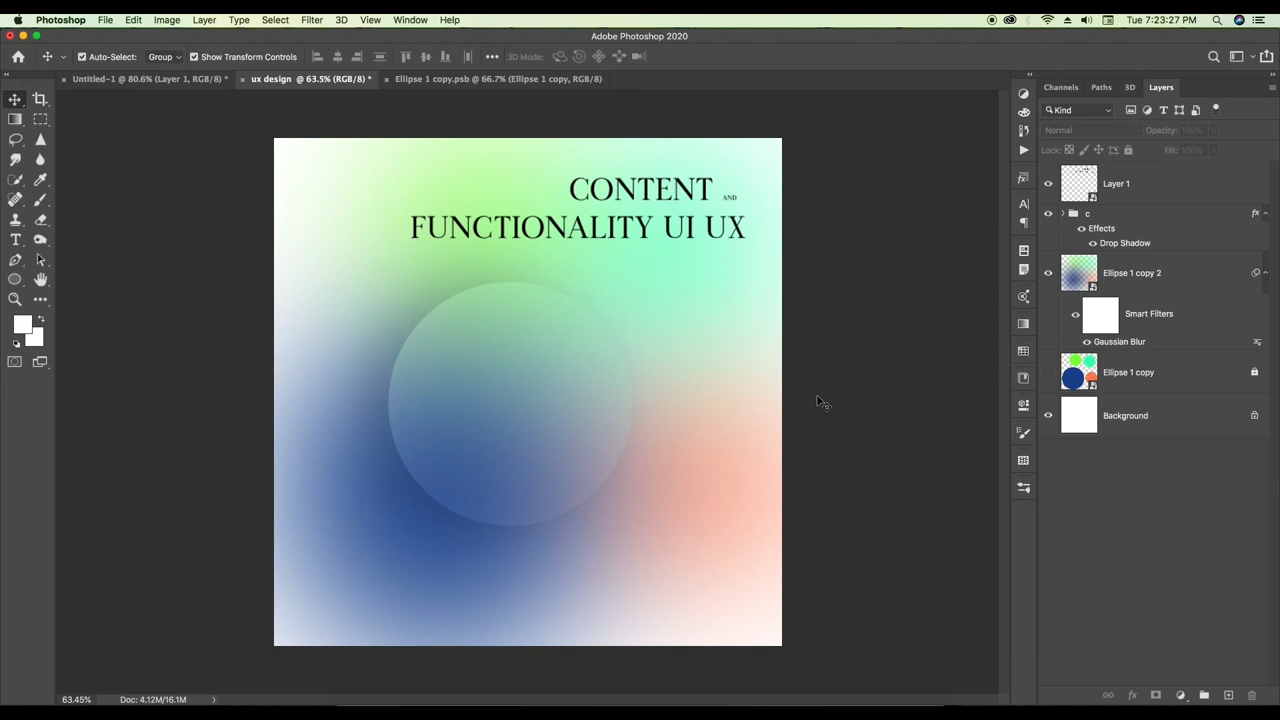 Photoshop File Edit Image Layer Type Select Filter 3D View Window Help Tue 7:23:27 PM
Adobe Photoshop 2020
Auto-Select: Group Show Transform Controls 3D Mode:
Untitled-1 @ 80.6% (Layer 1, RGB/8) * ux design @ 63.5% (RGB/8) * Ellipse 1 copy.psb @ 66.7% (Ellipse 1 copy, RGB/8)
Channels Paths 3D Layers
Kind
Normal Opacity: 100%
Lock: Fill: 100%
Layer 1
c fx
Effects
Drop Shadow
Ellipse 1 copy 2
Smart Filters
Gaussian Blur
Ellipse 1 copy
Background
CONTENT AND
FUNCTIONALITY UI UX
63.45% Doc: 4.12M/16.1M